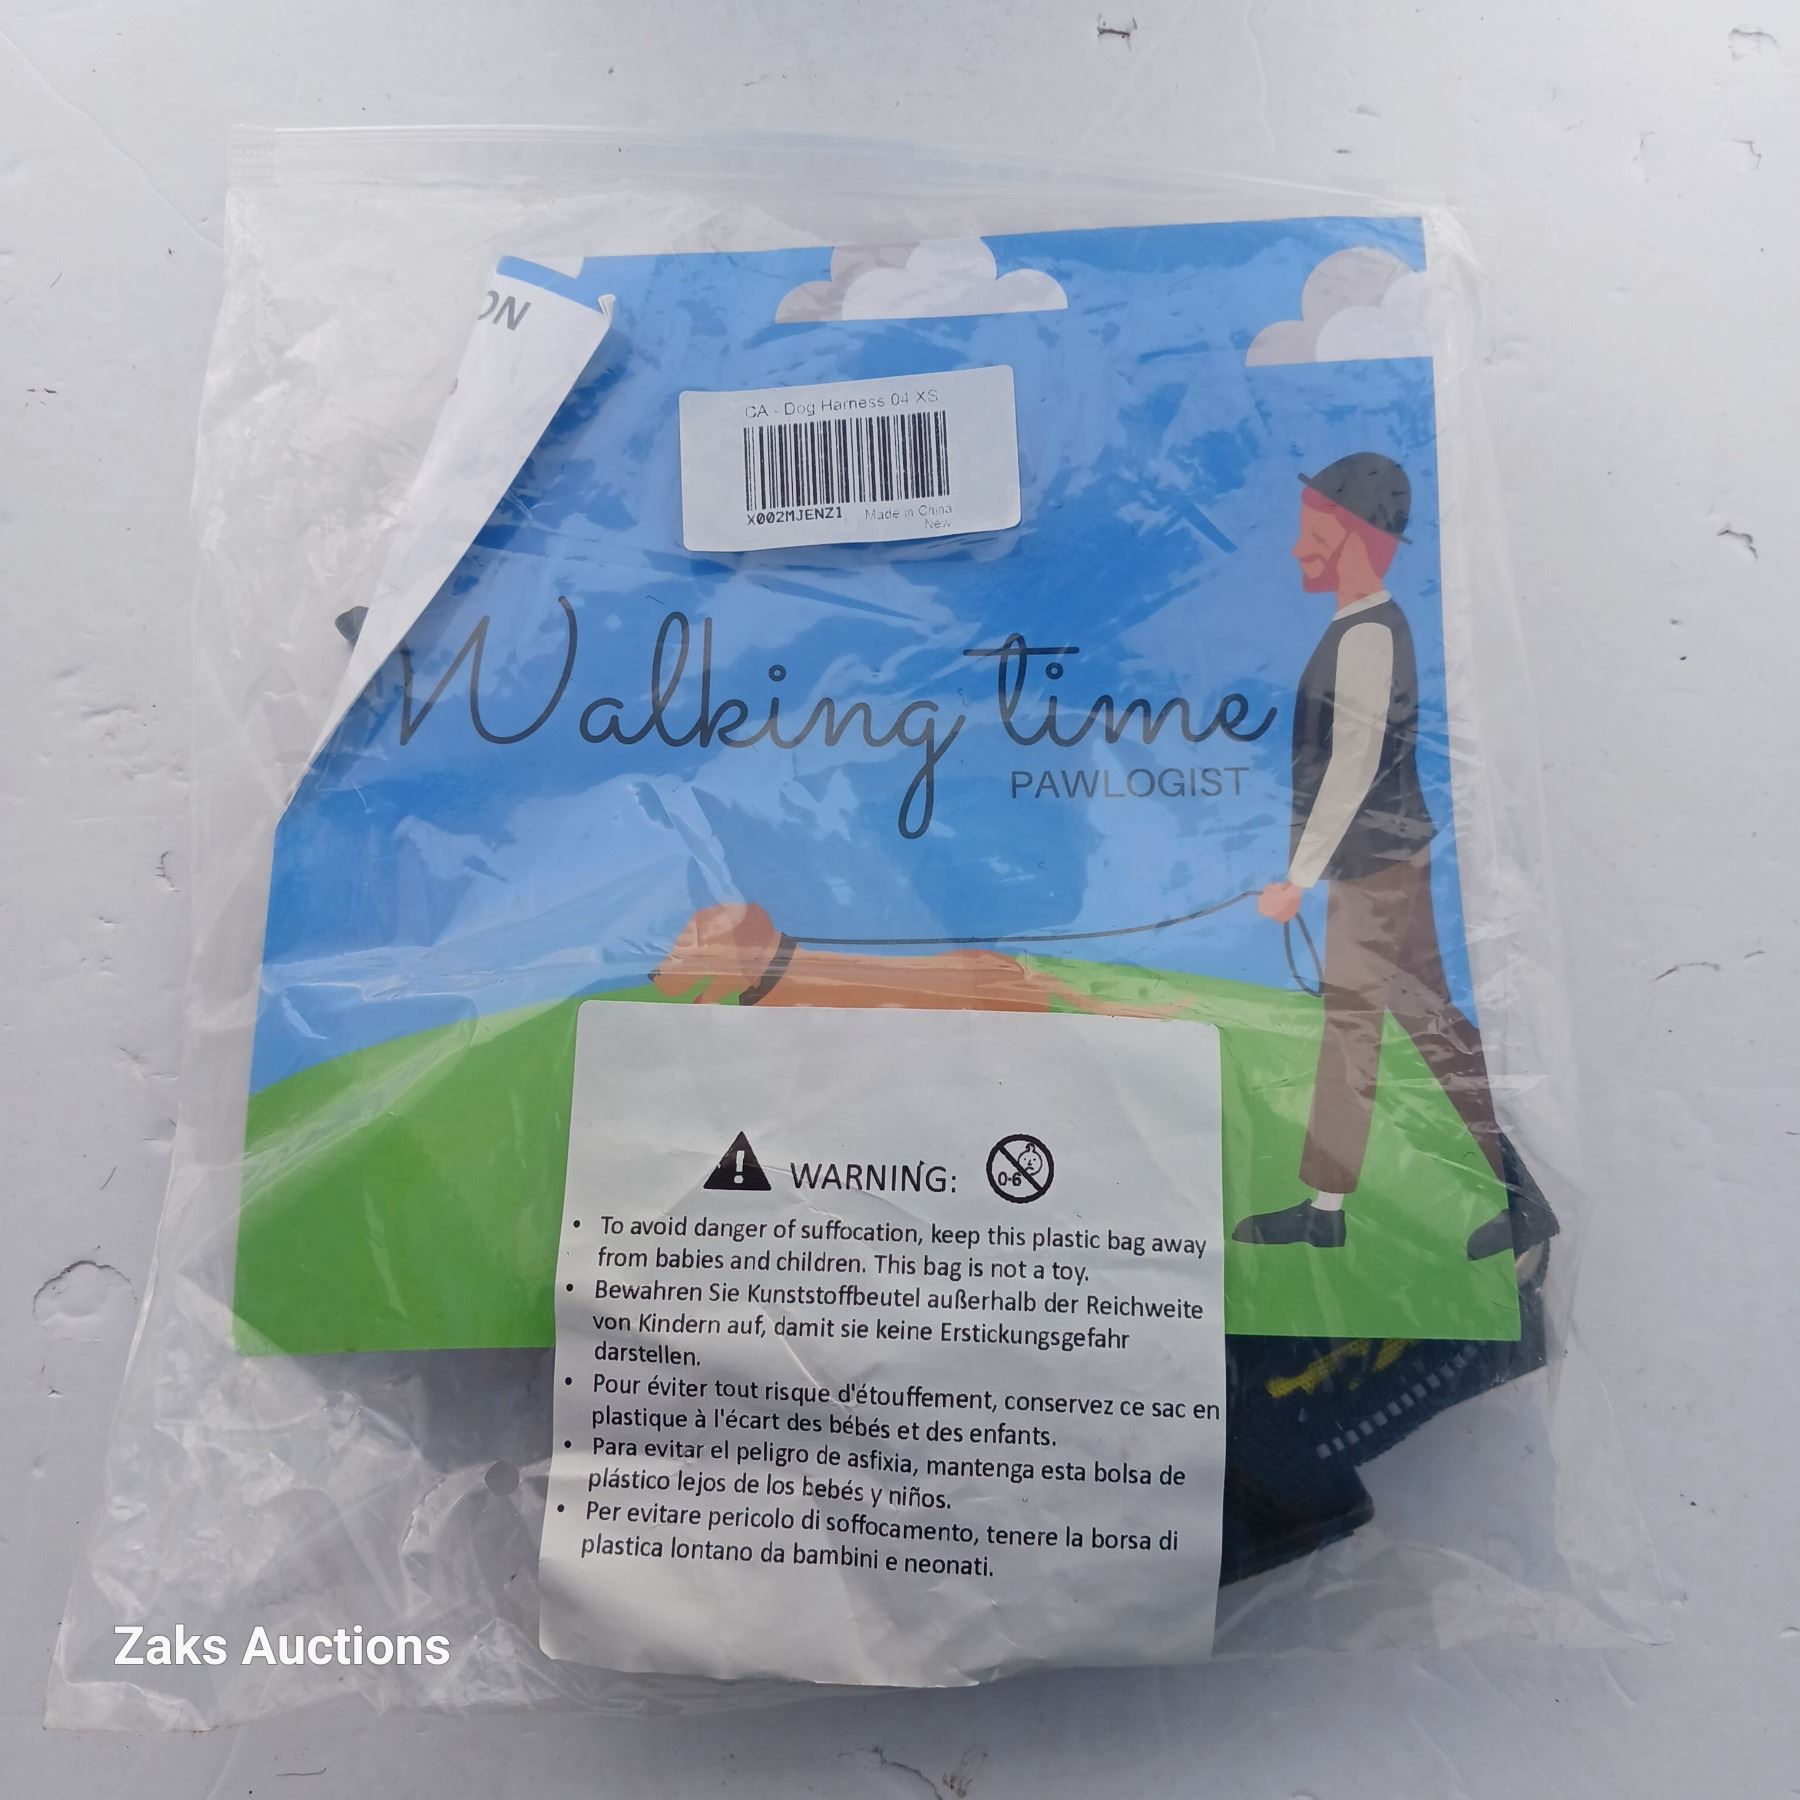 ON
CA - Dog Harness 04 XS
X002MJENZ1 Made in China
New
Walking time
PAWLOGIST
! WARNING: 0-6
• To avoid danger of suffocation, keep this plastic bag away
from babies and children. This bag is not a toy.
• Bewahren Sie Kunststoffbeutel außerhalb der Reichweite
von Kindern auf, damit sie keine Erstickungsgefahr
darstellen.
• Pour éviter tout risque d'étouffement, conservez ce sac en
plastique à l'écart des bébés et des enfants.
• Para evitar el peligro de asfixia, mantenga esta bolsa de
plástico lejos de los bebés y niños.
• Per evitare pericolo di soffocamento, tenere la borsa di
plastica lontano da bambini e neonati.
Zaks Auctions